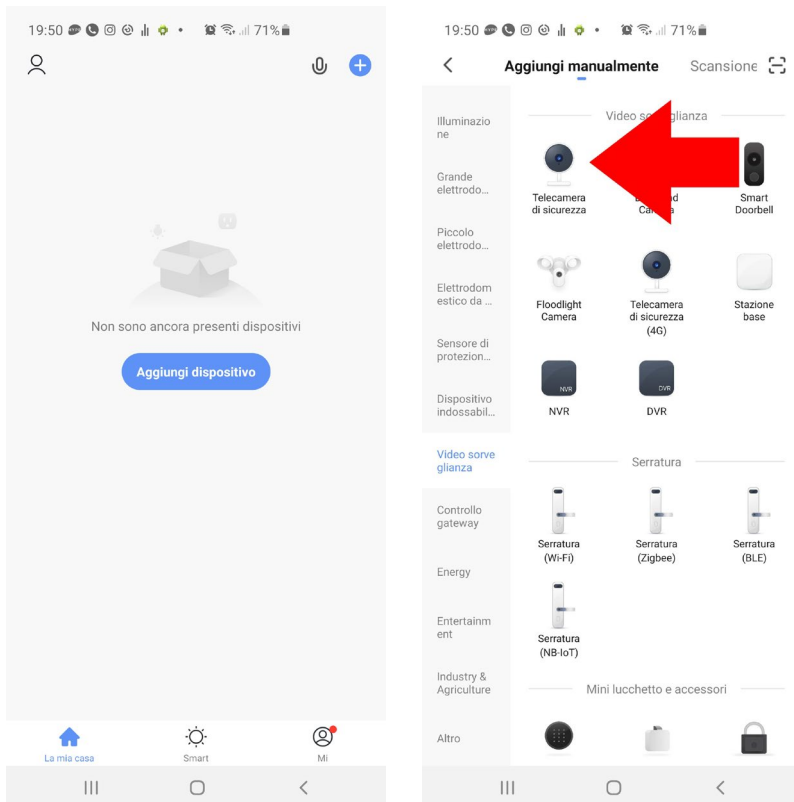 19:50
71%
Non sono ancora presenti dispositivi
Aggiungi dispositivo
La mia casa
Smart
Mi
19:50
71%
Aggiungi manualmente
Scansione
Illuminazio
ne
Grande
elettrodo...
Piccolo
elettrodo...
Elettrodom
estico da ...
Sensore di
protezion...
Dispositivo
indossabil...
Video sorve
glianza
Controllo
gateway
Energy
Entertainm
ent
Industry &
Agriculture
Altro
Video so glianza
Telecamera
di sicurezza
Smart
Doorbell
Floodlight
Camera
Telecamera
di sicurezza
(4G)
Stazione
base
NVR
NVR
DVR
DVR
Serratura
Serratura
(Wi-Fi)
Serratura
(Zigbee)
Serratura
(BLE)
Serratura
(NB-IoT)
Mini lucchetto e accessori